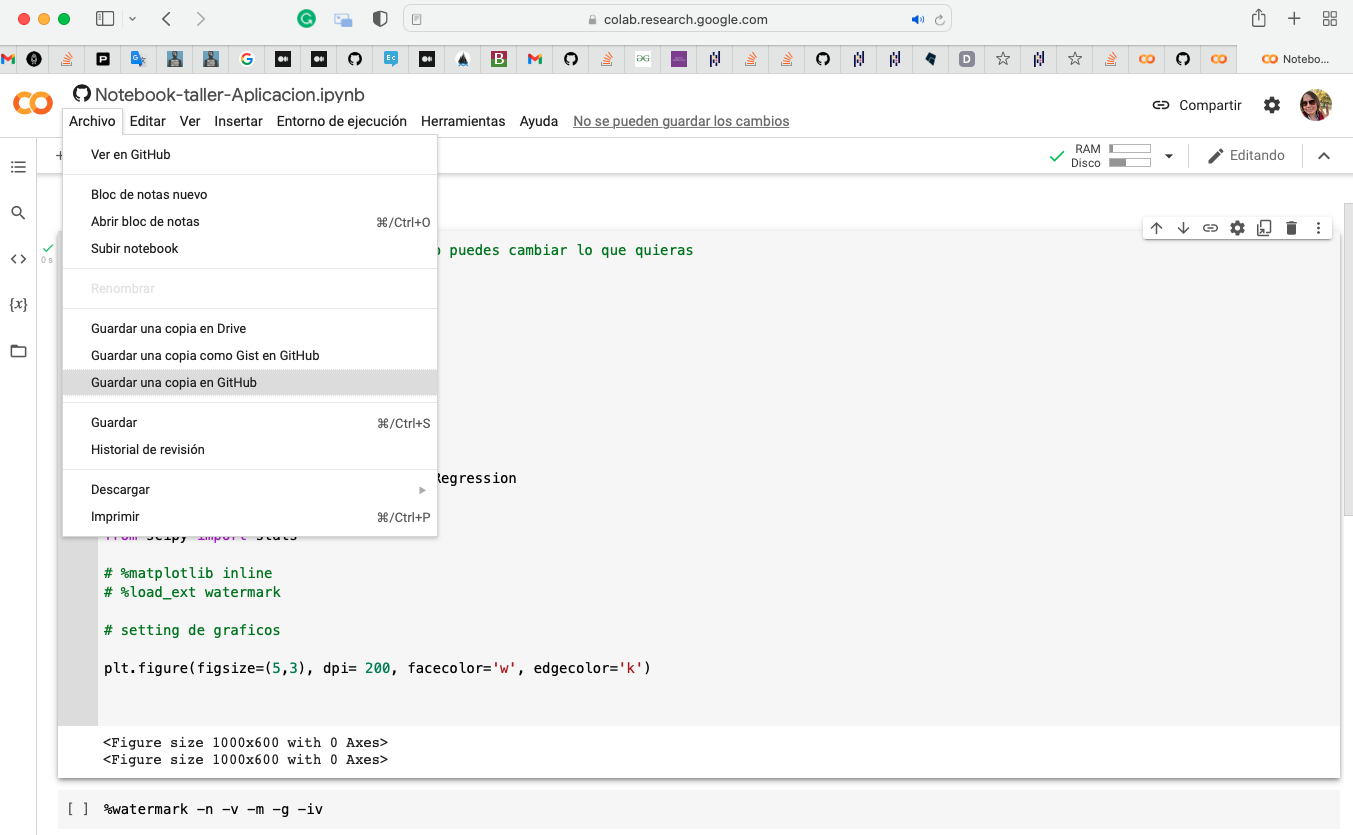 colab.research.google.com
Notebo...
Notebook-taller-Aplicacion.ipynb
Compartir
Archivo Editar Ver Insertar Entorno de ejecución Herramientas Ayuda No se pueden guardar los cambios
RAM
Disco
Editando
Ver en GitHub
Bloc de notas nuevo
Abrir bloc de notas ⌘/Ctrl+O
Subir notebook
Renombrar
Guardar una copia en Drive
Guardar una copia como Gist en GitHub
Guardar una copia en GitHub
Guardar ⌘/Ctrl+S
Historial de revisión
Descargar
Imprimir ⌘/Ctrl+P
0 s
puedes cambiar lo que quieras
Regression
from scipy import stats
# %matplotlib inline
# %load_ext watermark
# setting de graficos
plt.figure(figsize=(5,3), dpi= 200, facecolor='w', edgecolor='k')
<Figure size 1000x600 with 0 Axes>
<Figure size 1000x600 with 0 Axes>
[ ] %watermark -n -v -m -g -iv